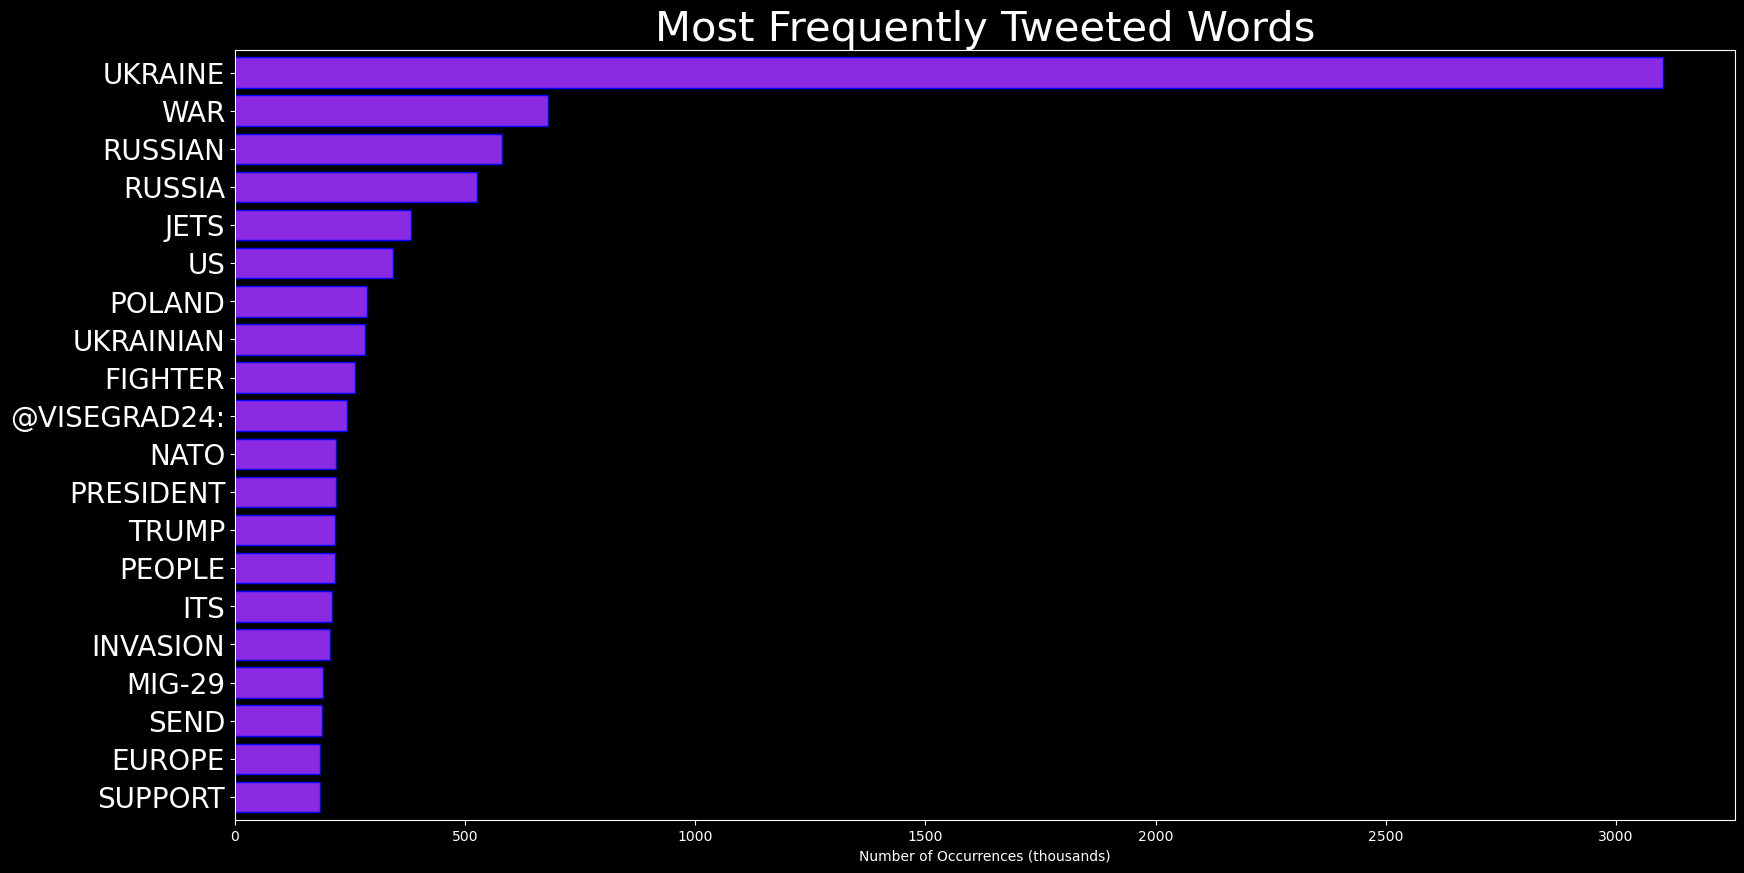 Most Frequently Tweeted Words
UKRAINE
WAR
RUSSIAN
RUSSIA
JETS
US
POLAND
UKRAINIAN
FIGHTER
@VISEGRAD24:
NATO
PRESIDENT
TRUMP
PEOPLE
ITS
INVASION
MIG-29
SEND
EUROPE
SUPPORT
0 500 1000 1500 2000 2500 3000
Number of Occurrences (thousands)